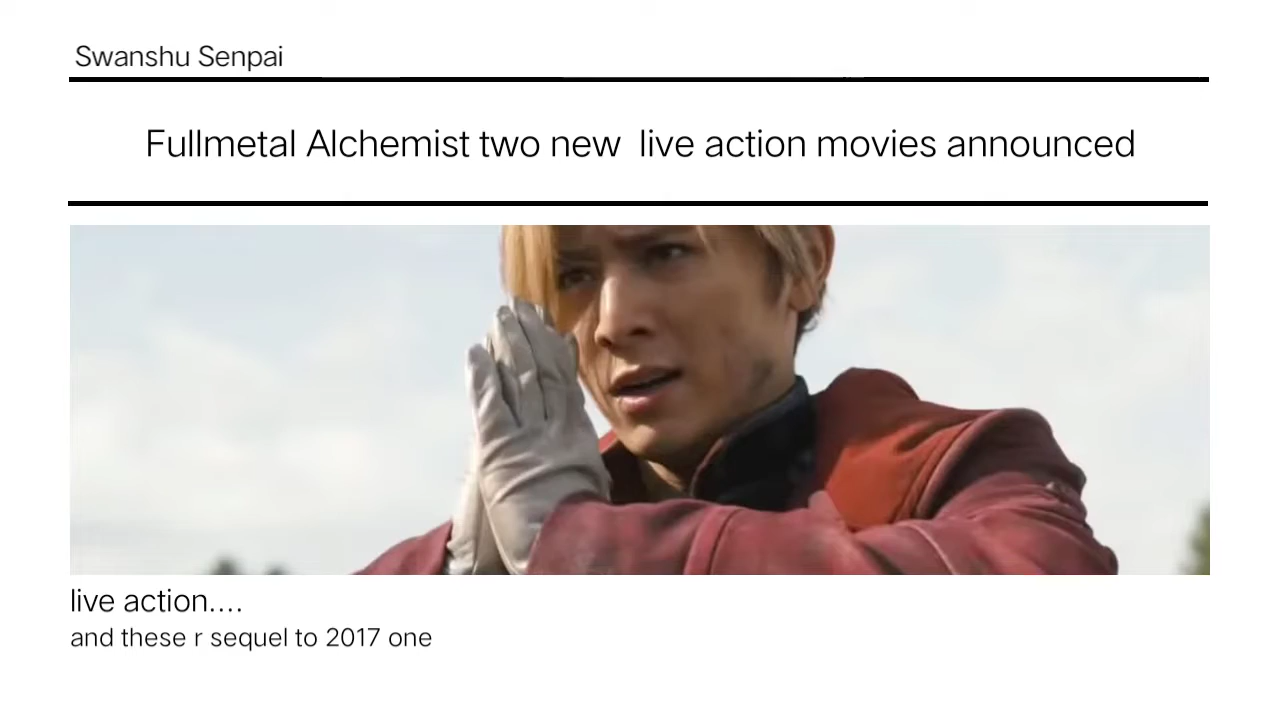 Swanshu Senpai
Fullmetal Alchemist two new  live action movies announced
live action....
and these r sequel to 2017 one